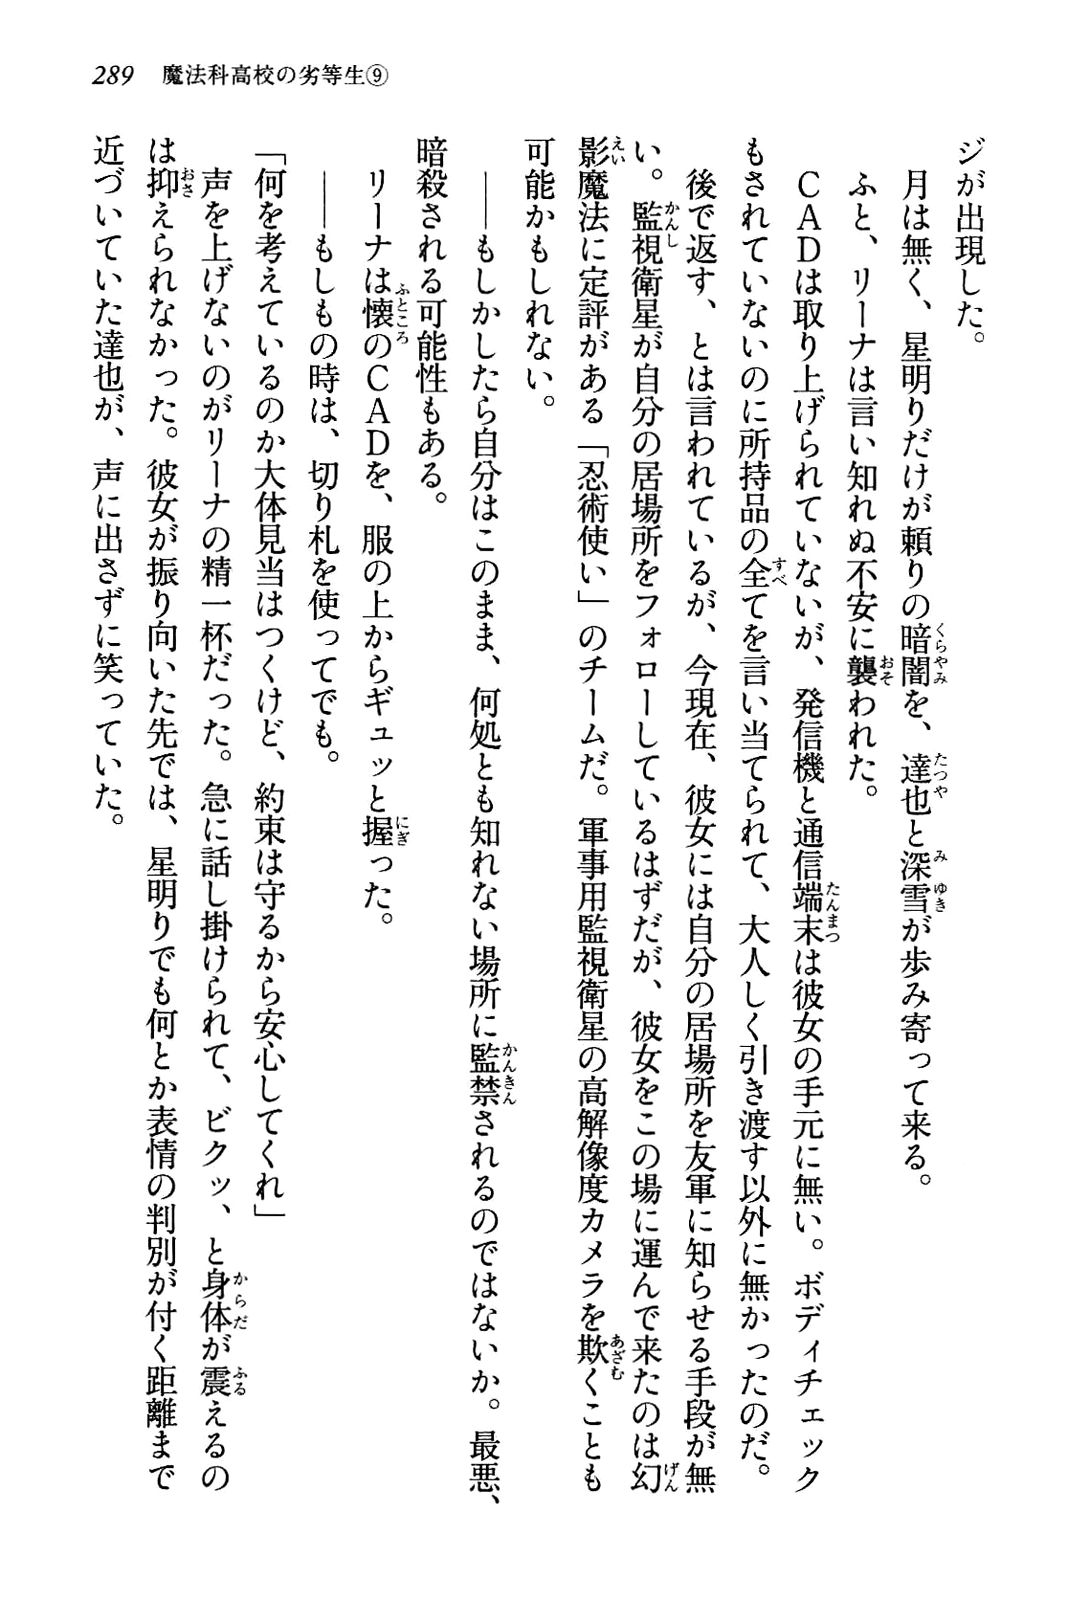 289 魔法科高校の劣等生⑨
ジが出現した。
月は無く、星明りだけが頼りの暗闇を、達也と深雪が歩み寄って来る。
ふと、リーナは言い知れぬ不安に襲われた。
ＣＡＤは取り上げられていないが、発信機と通信端末は彼女の手元に無い。ボディチェック
もされていないのに所持品の全てを言い当てられて、大人しく引き渡す以外に無かったのだ。
後で返す、とは言われているが、今現在、彼女には自分の居場所を友軍に知らせる手段が無
い。監視衛星が自分の居場所をフォローしているはずだが、彼女をこの場に運んで来たのは幻
影魔法に定評がある「忍術使い」のチームだ。軍事用監視衛星の高解像度カメラを欺くことも
可能かもしれない。
――もしかしたら自分はこのまま、何処とも知れない場所に監禁されるのではないか。最悪、
暗殺される可能性もある。
リーナは懐のＣＡＤを、服の上からギュッと握った。
――もしもの時は、切り札を使ってでも。
「何を考えているのか大体見当はつくけど、約束は守るから安心してくれ」
声を上げないのがリーナの精一杯だった。急に話し掛けられて、ビクッ、と身体が震えるの
は抑えられなかった。彼女が振り向いた先では、星明りでも何とか表情の判別が付く距離まで
近づいていた達也が、声に出さずに笑っていた。